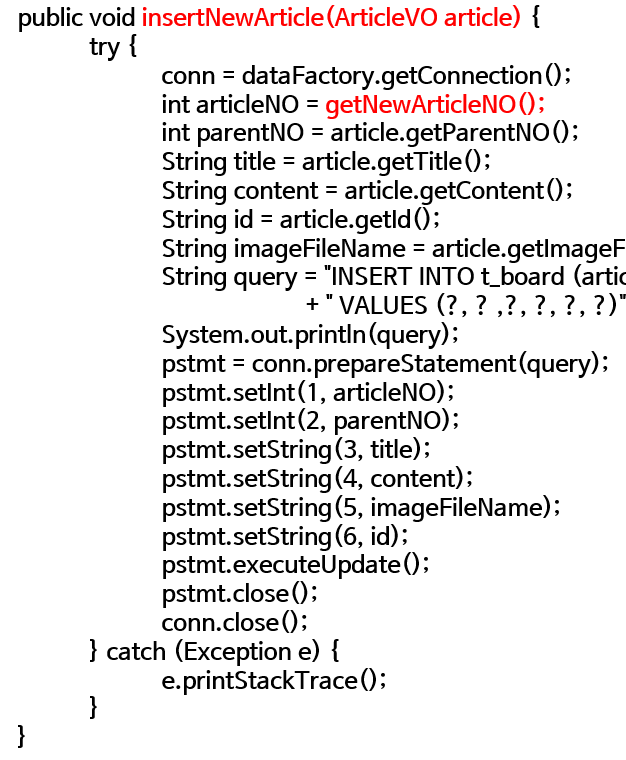 public void insertNewArticle(ArticleVO article) {
try {
conn = dataFactory.getConnection();
int articleNO = getNewArticleNO();
int parentNO = article.getParentNO();
String title = article.getTitle();
String content = article.getContent();
String id = article.getId();
String imageFileName = article.getImageF
String query = "INSERT INTO t_board (artic
+ " VALUES (?, ? ,?, ?, ?, ?)"
System.out.println(query);
pstmt = conn.prepareStatement(query);
pstmt.setInt(1, articleNO);
pstmt.setInt(2, parentNO);
pstmt.setString(3, title);
pstmt.setString(4, content);
pstmt.setString(5, imageFileName);
pstmt.setString(6, id);
pstmt.executeUpdate();
pstmt.close();
conn.close();
} catch (Exception e) {
e.printStackTrace();
}
}